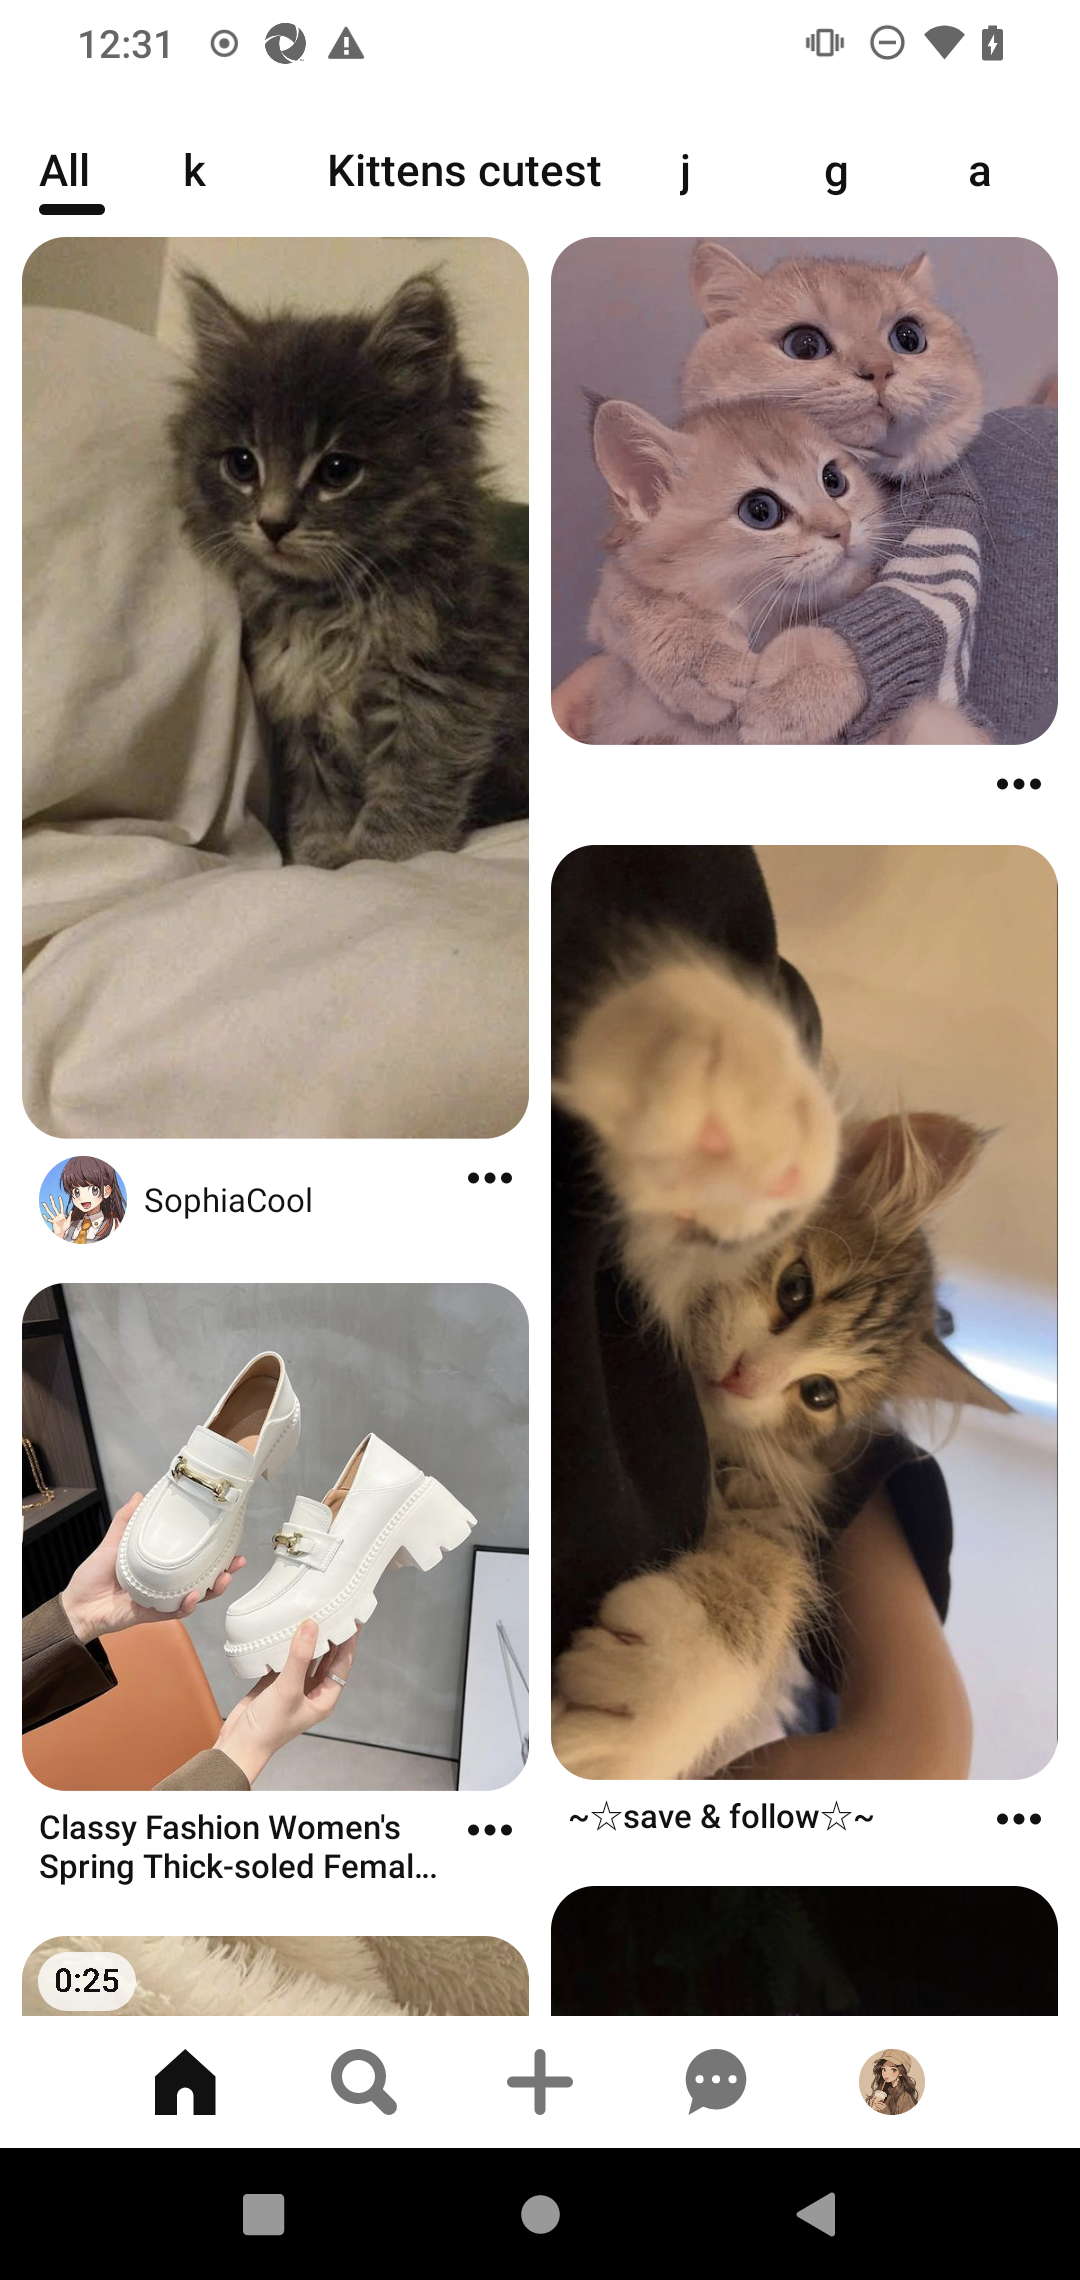 12:31
All k Kittens cutest j g a
SophiaCool
Classy Fashion Women's
Spring Thick-soled Femal...
~☆save & follow☆~
0:25